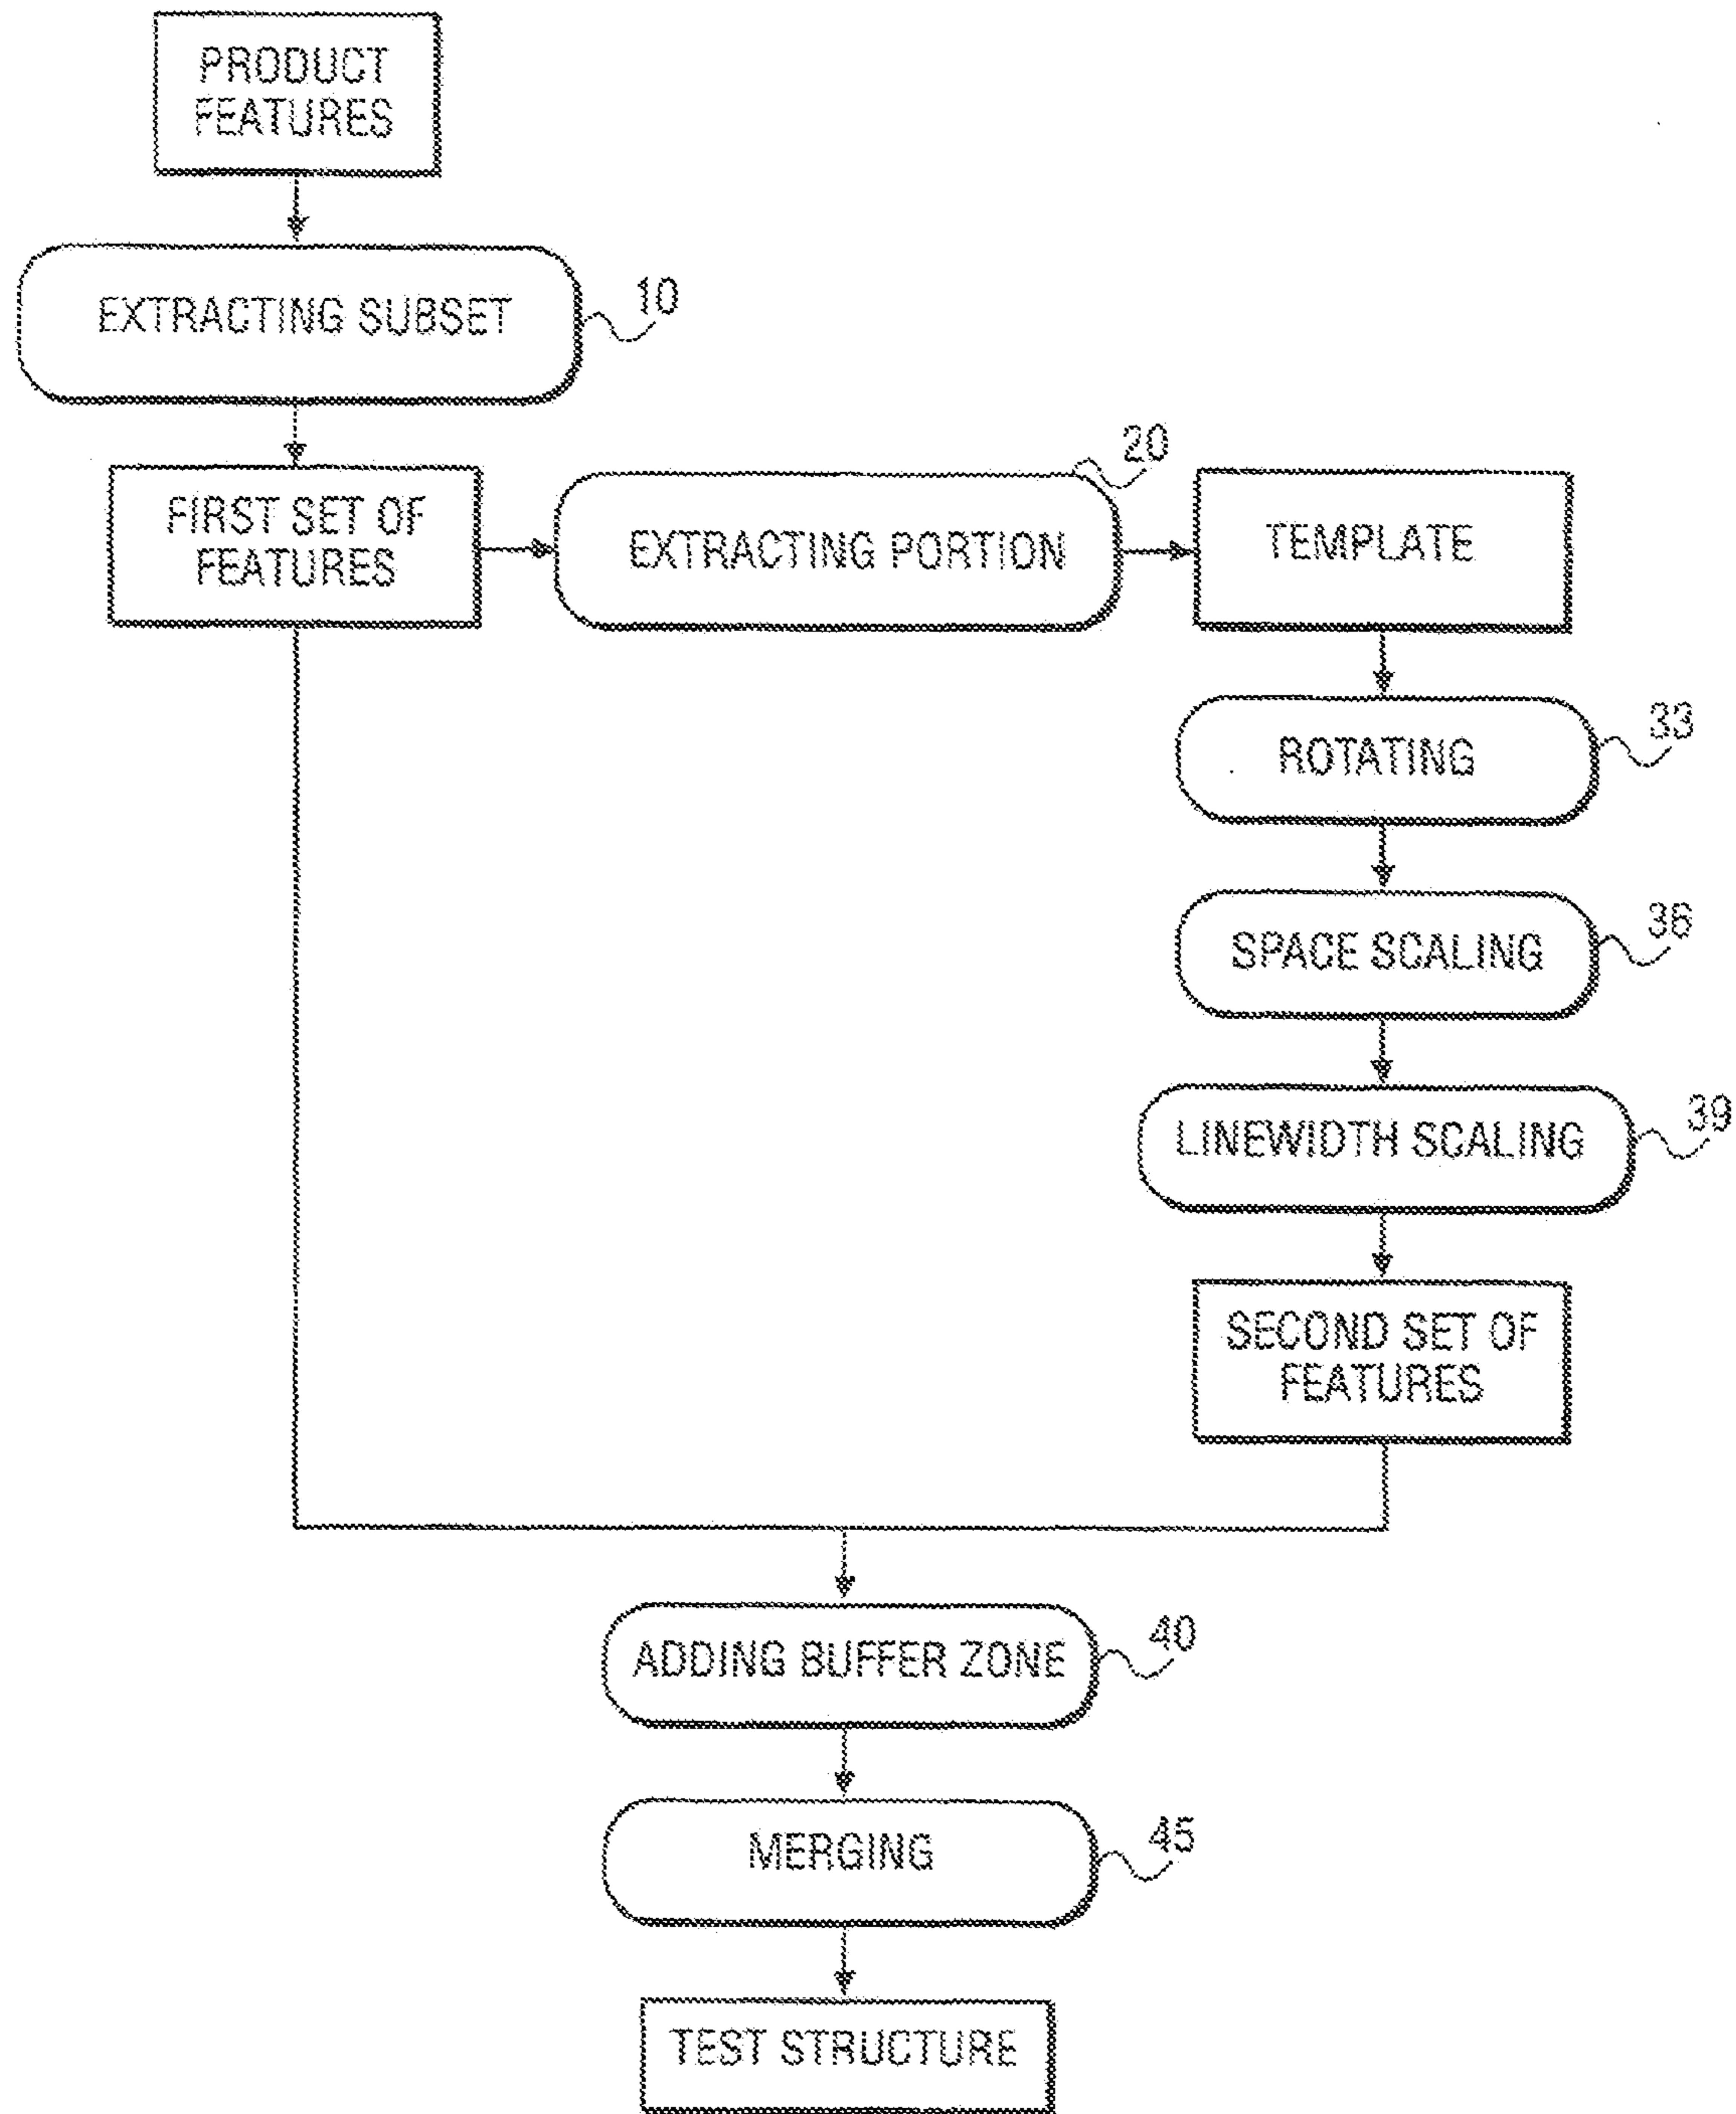 PRODUCT
FEATURES
EXTRACTING SUBSET
10
FIRST SET OF
FEATURES
EXTRACTING PORTION
20
TEMPLATE
ROTATING
33
SPACE SCALING
36
LINEWIDTH SCALING
39
SECOND SET OF
FEATURES
ADDING BUFFER ZONE
40
MERGING
45
TEST STRUCTURE